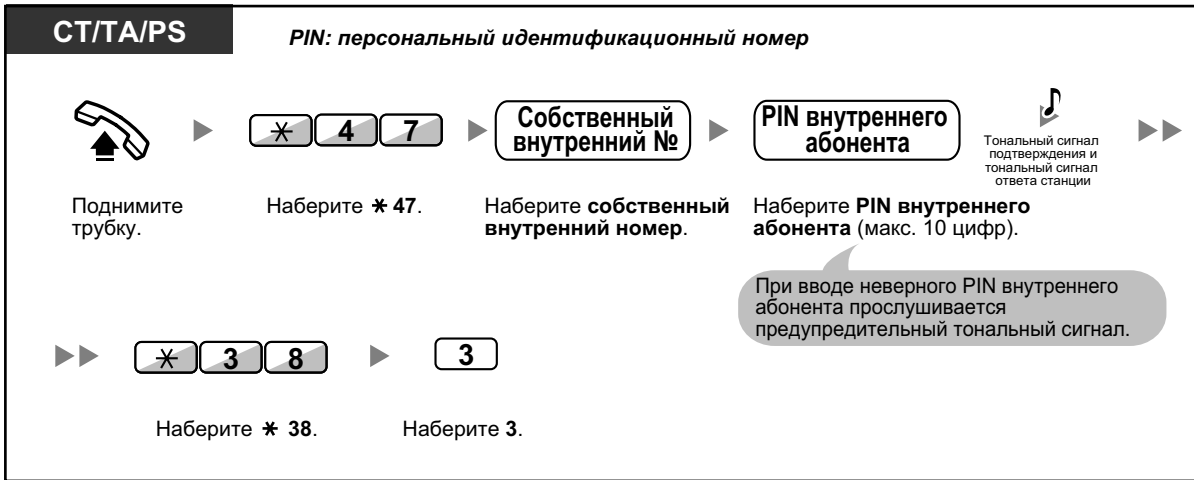 CT/TA/PS
PIN: персональный идентификационный номер
✳ 4 7
Собственный
внутренний №
PIN внутреннего
абонента
Тональный сигнал
подтверждения и
тональный сигнал
ответа станции
Поднимите
трубку.
Наберите ✳ 47.
Наберите собственный
внутренний номер.
Наберите PIN внутреннего
абонента (макс. 10 цифр).
При вводе неверного PIN внутреннего
абонента прослушивается
предупредительный тональный сигнал.
✳ 3 8
3
Наберите ✳ 38.
Наберите 3.